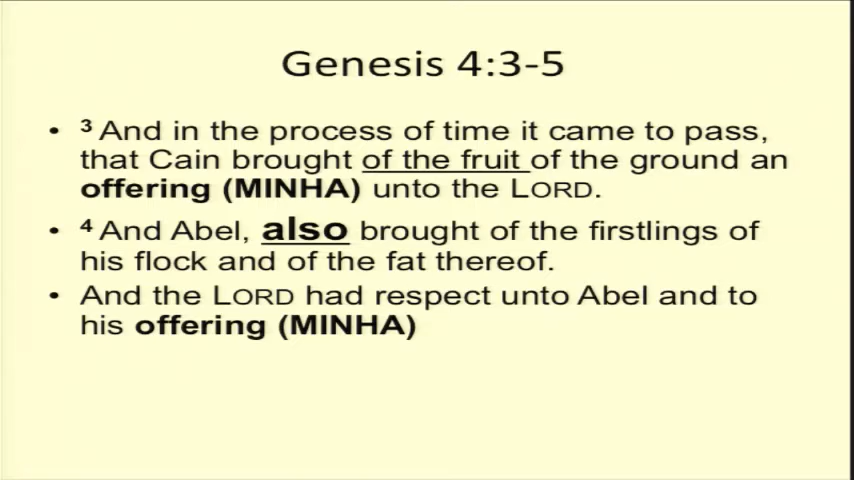 Genesis 4:3-5
• ³ And in the process of time it came to pass,
that Cain brought of the fruit of the ground an
offering (MINHA) unto the LORD.
• ⁴ And Abel, also brought of the firstlings of
his flock and of the fat thereof.
• And the LORD had respect unto Abel and to
his offering (MINHA)